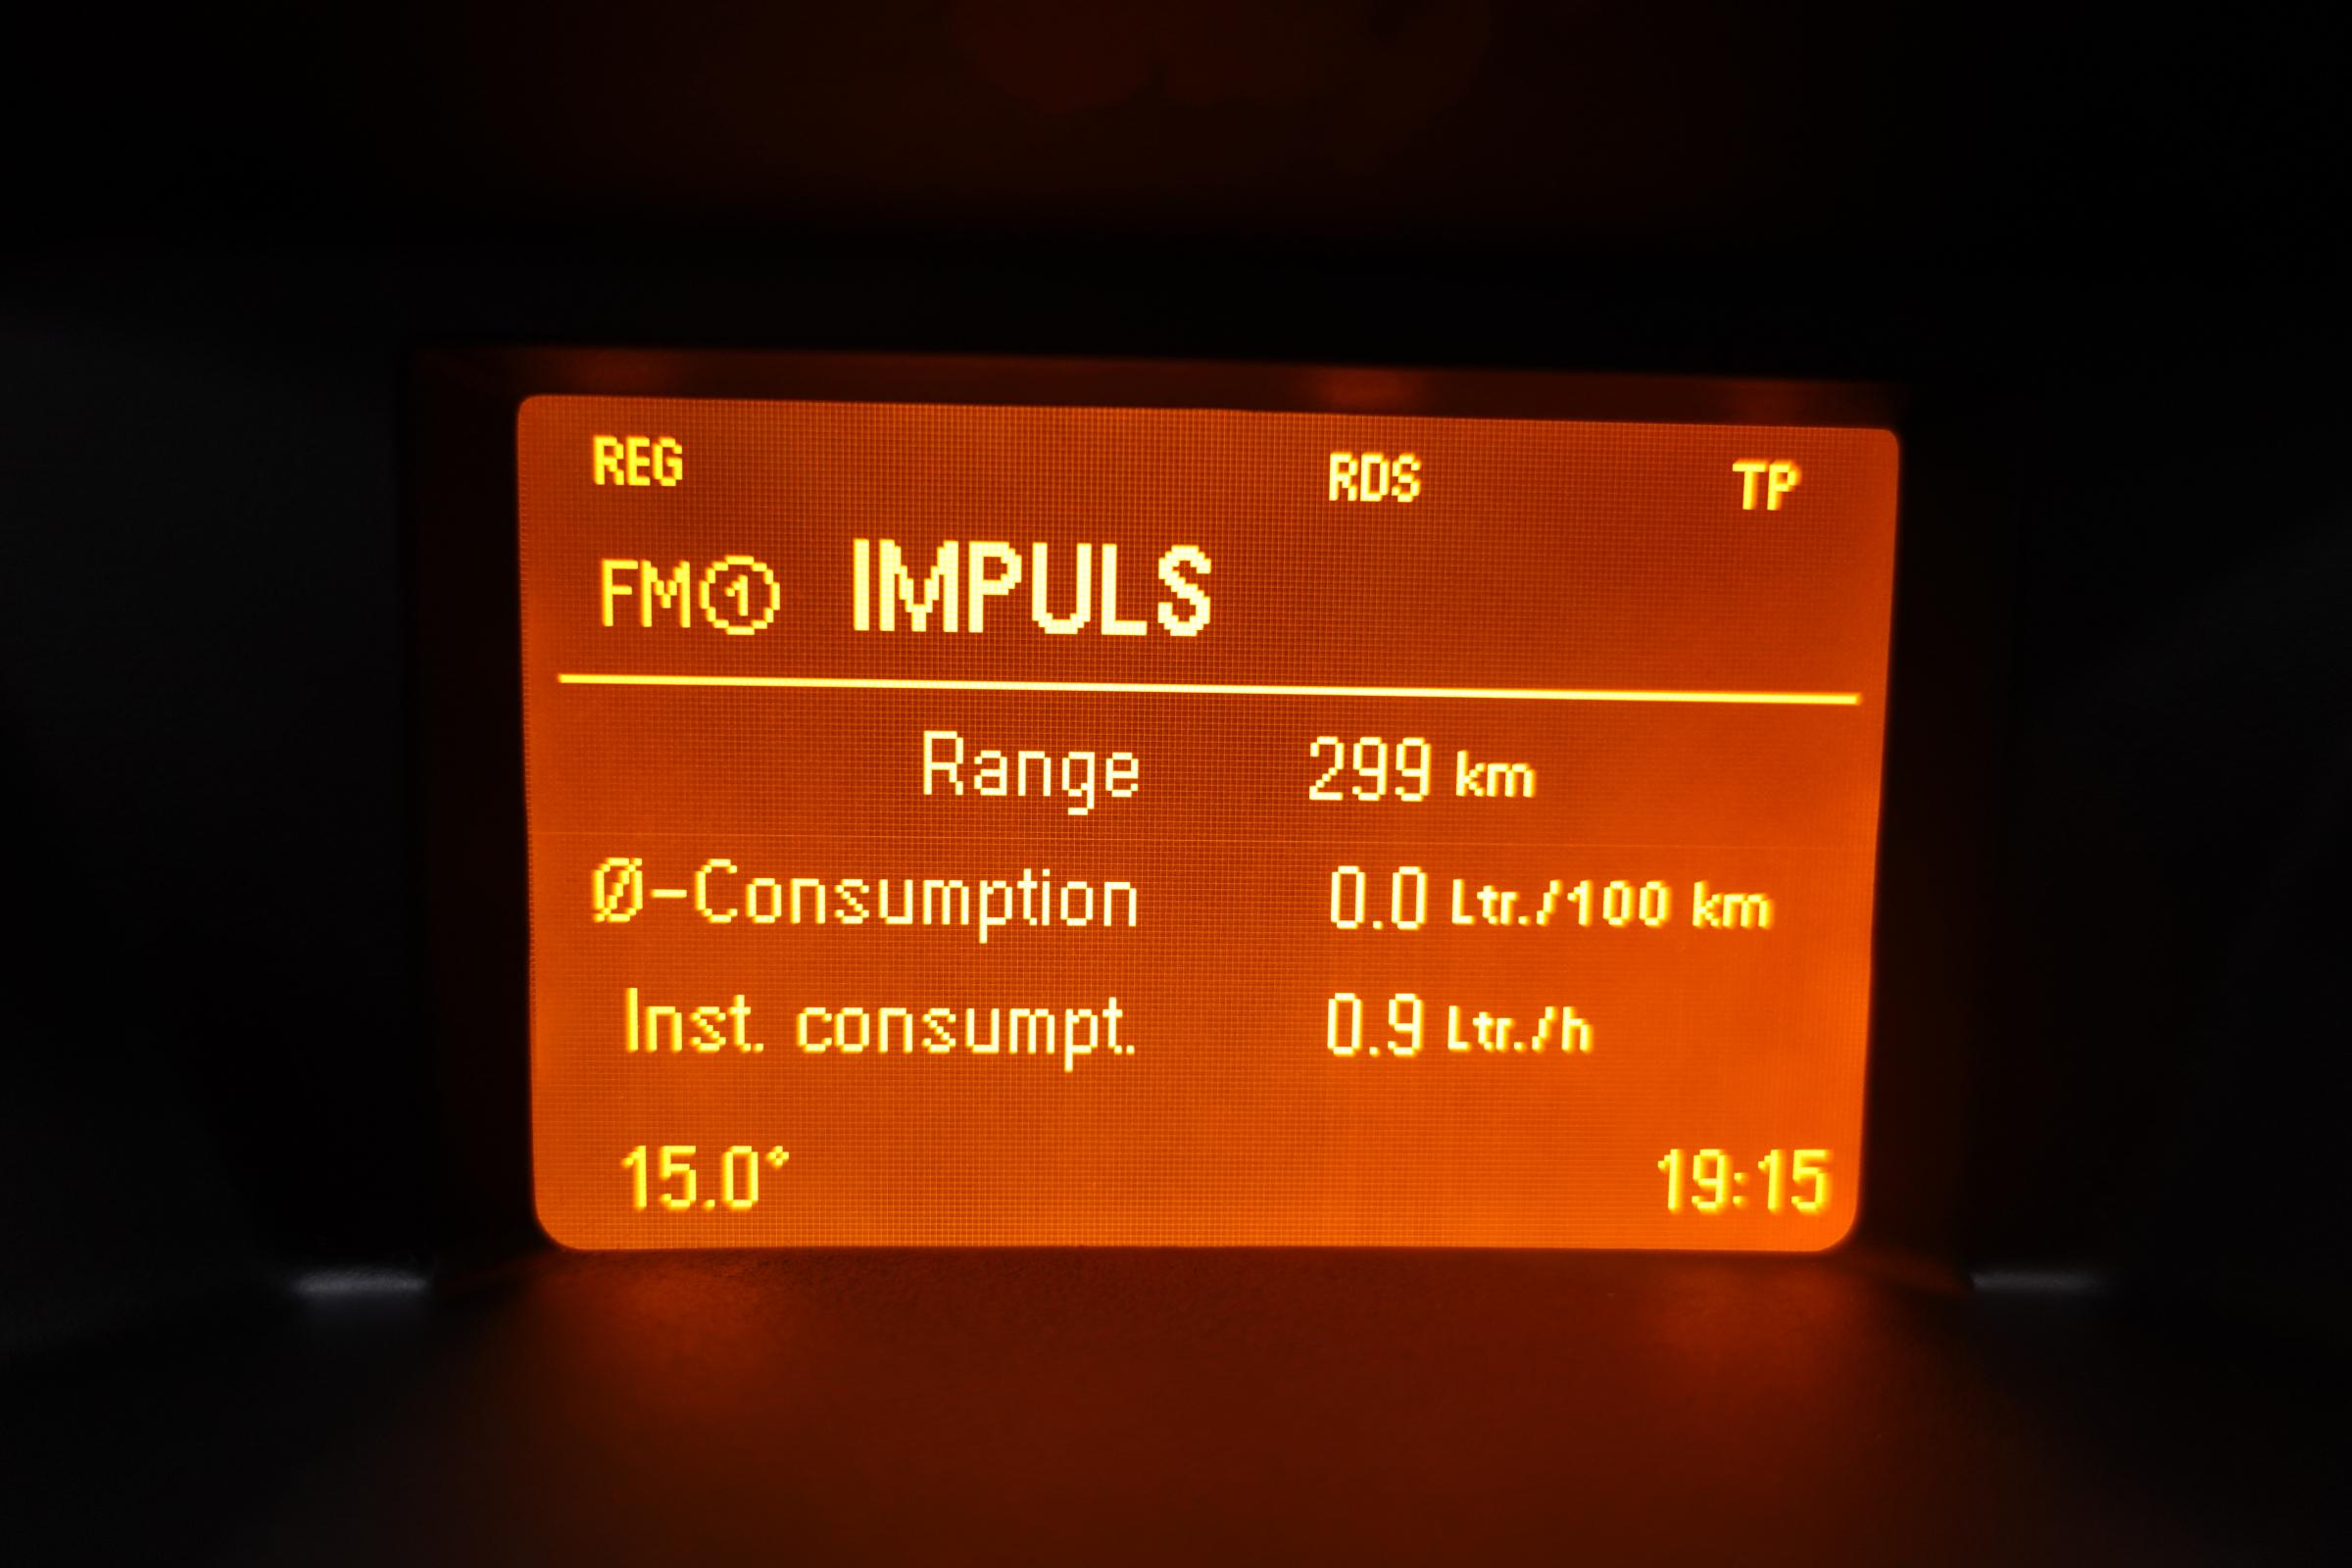 REG RDS TP
FM① IMPULS
Range 299 km
Ø-Consumption 0.0 Ltr./100 km
Inst. consumpt. 0.9 Ltr./h
15.0° 19:15